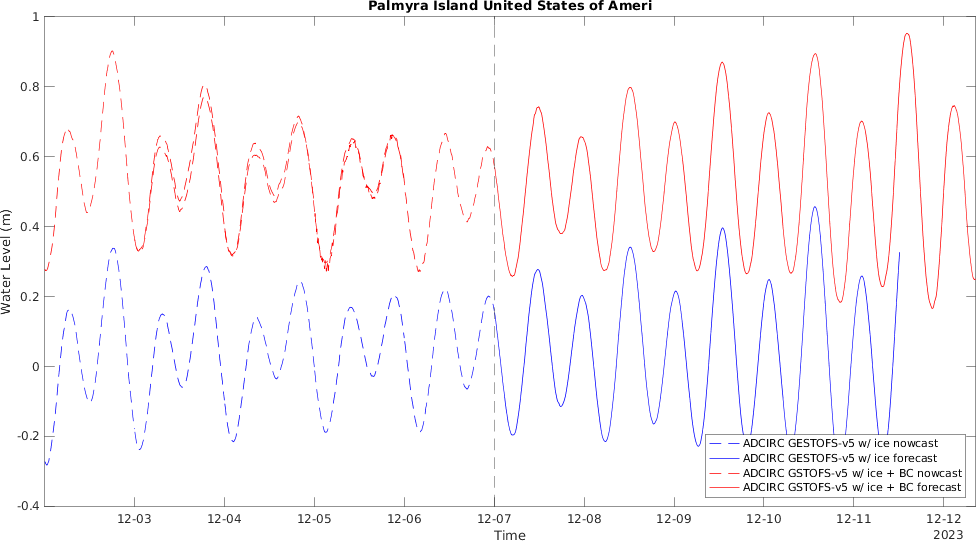 Palmyra Island United States of Ameri
1
0.8
0.6
0.4
0.2
0
-0.2
-0.4
Water Level (m)
ADCIRC GESTOFS-v5 w/ ice nowcast
ADCIRC GESTOFS-v5 w/ ice forecast
ADCIRC GSTOFS-v5 w/ ice + BC nowcast
ADCIRC GSTOFS-v5 w/ ice + BC forecast
12-03 12-04 12-05 12-06 12-07 12-08 12-09 12-10 12-11 12-12
Time 2023